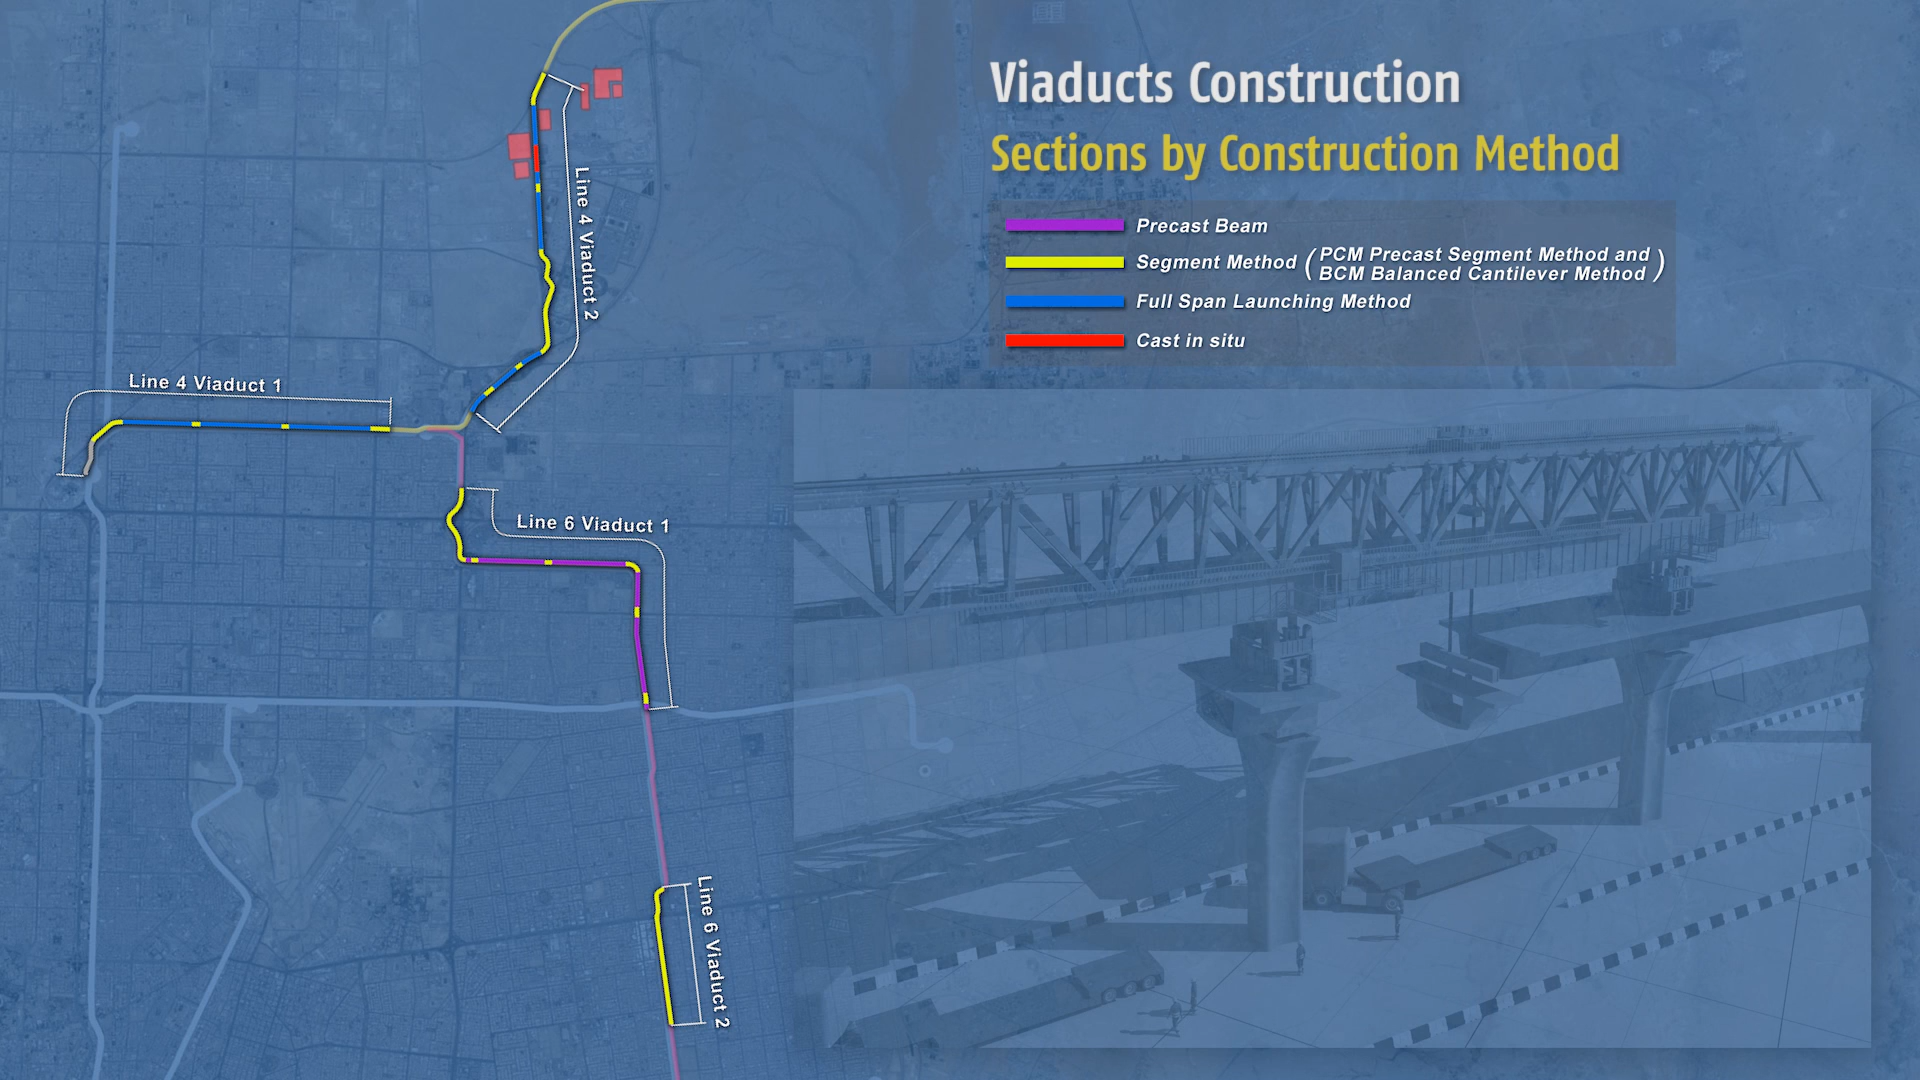 Viaducts Construction
Sections by Construction Method
Precast Beam
Segment Method (PCM Precast Segment Method and
BCM Balanced Cantilever Method)
Full Span Launching Method
Cast in situ
Line 4 Viaduct 2
Line 4 Viaduct 1
Line 6 Viaduct 1
Line 6 Viaduct 2